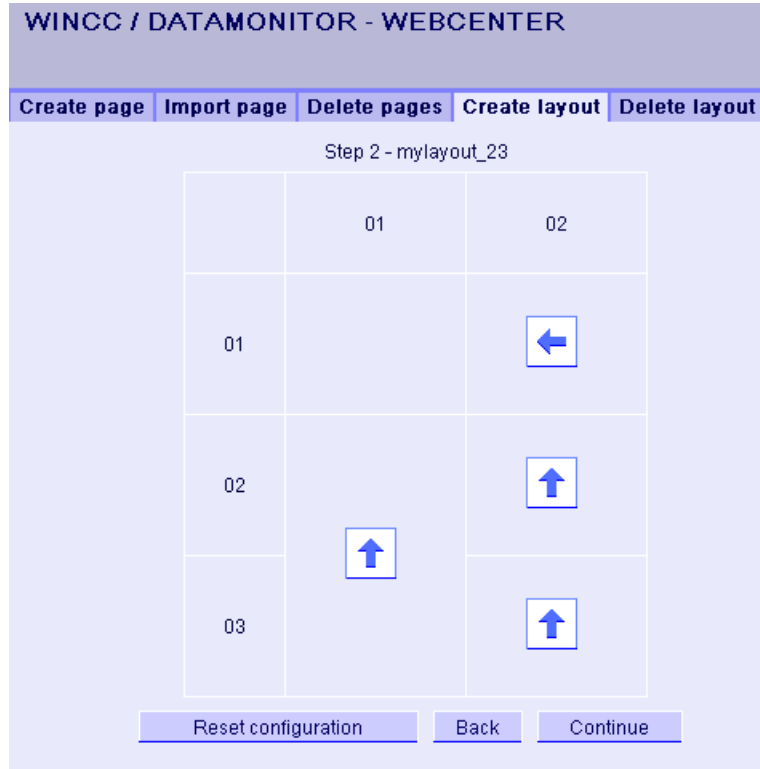 WINCC / DATAMONITOR - WEBCENTER
Create page Import page Delete pages Create layout Delete layout
Step 2 - mylayout_23
01 02
01
02
03
Reset configuration Back Continue